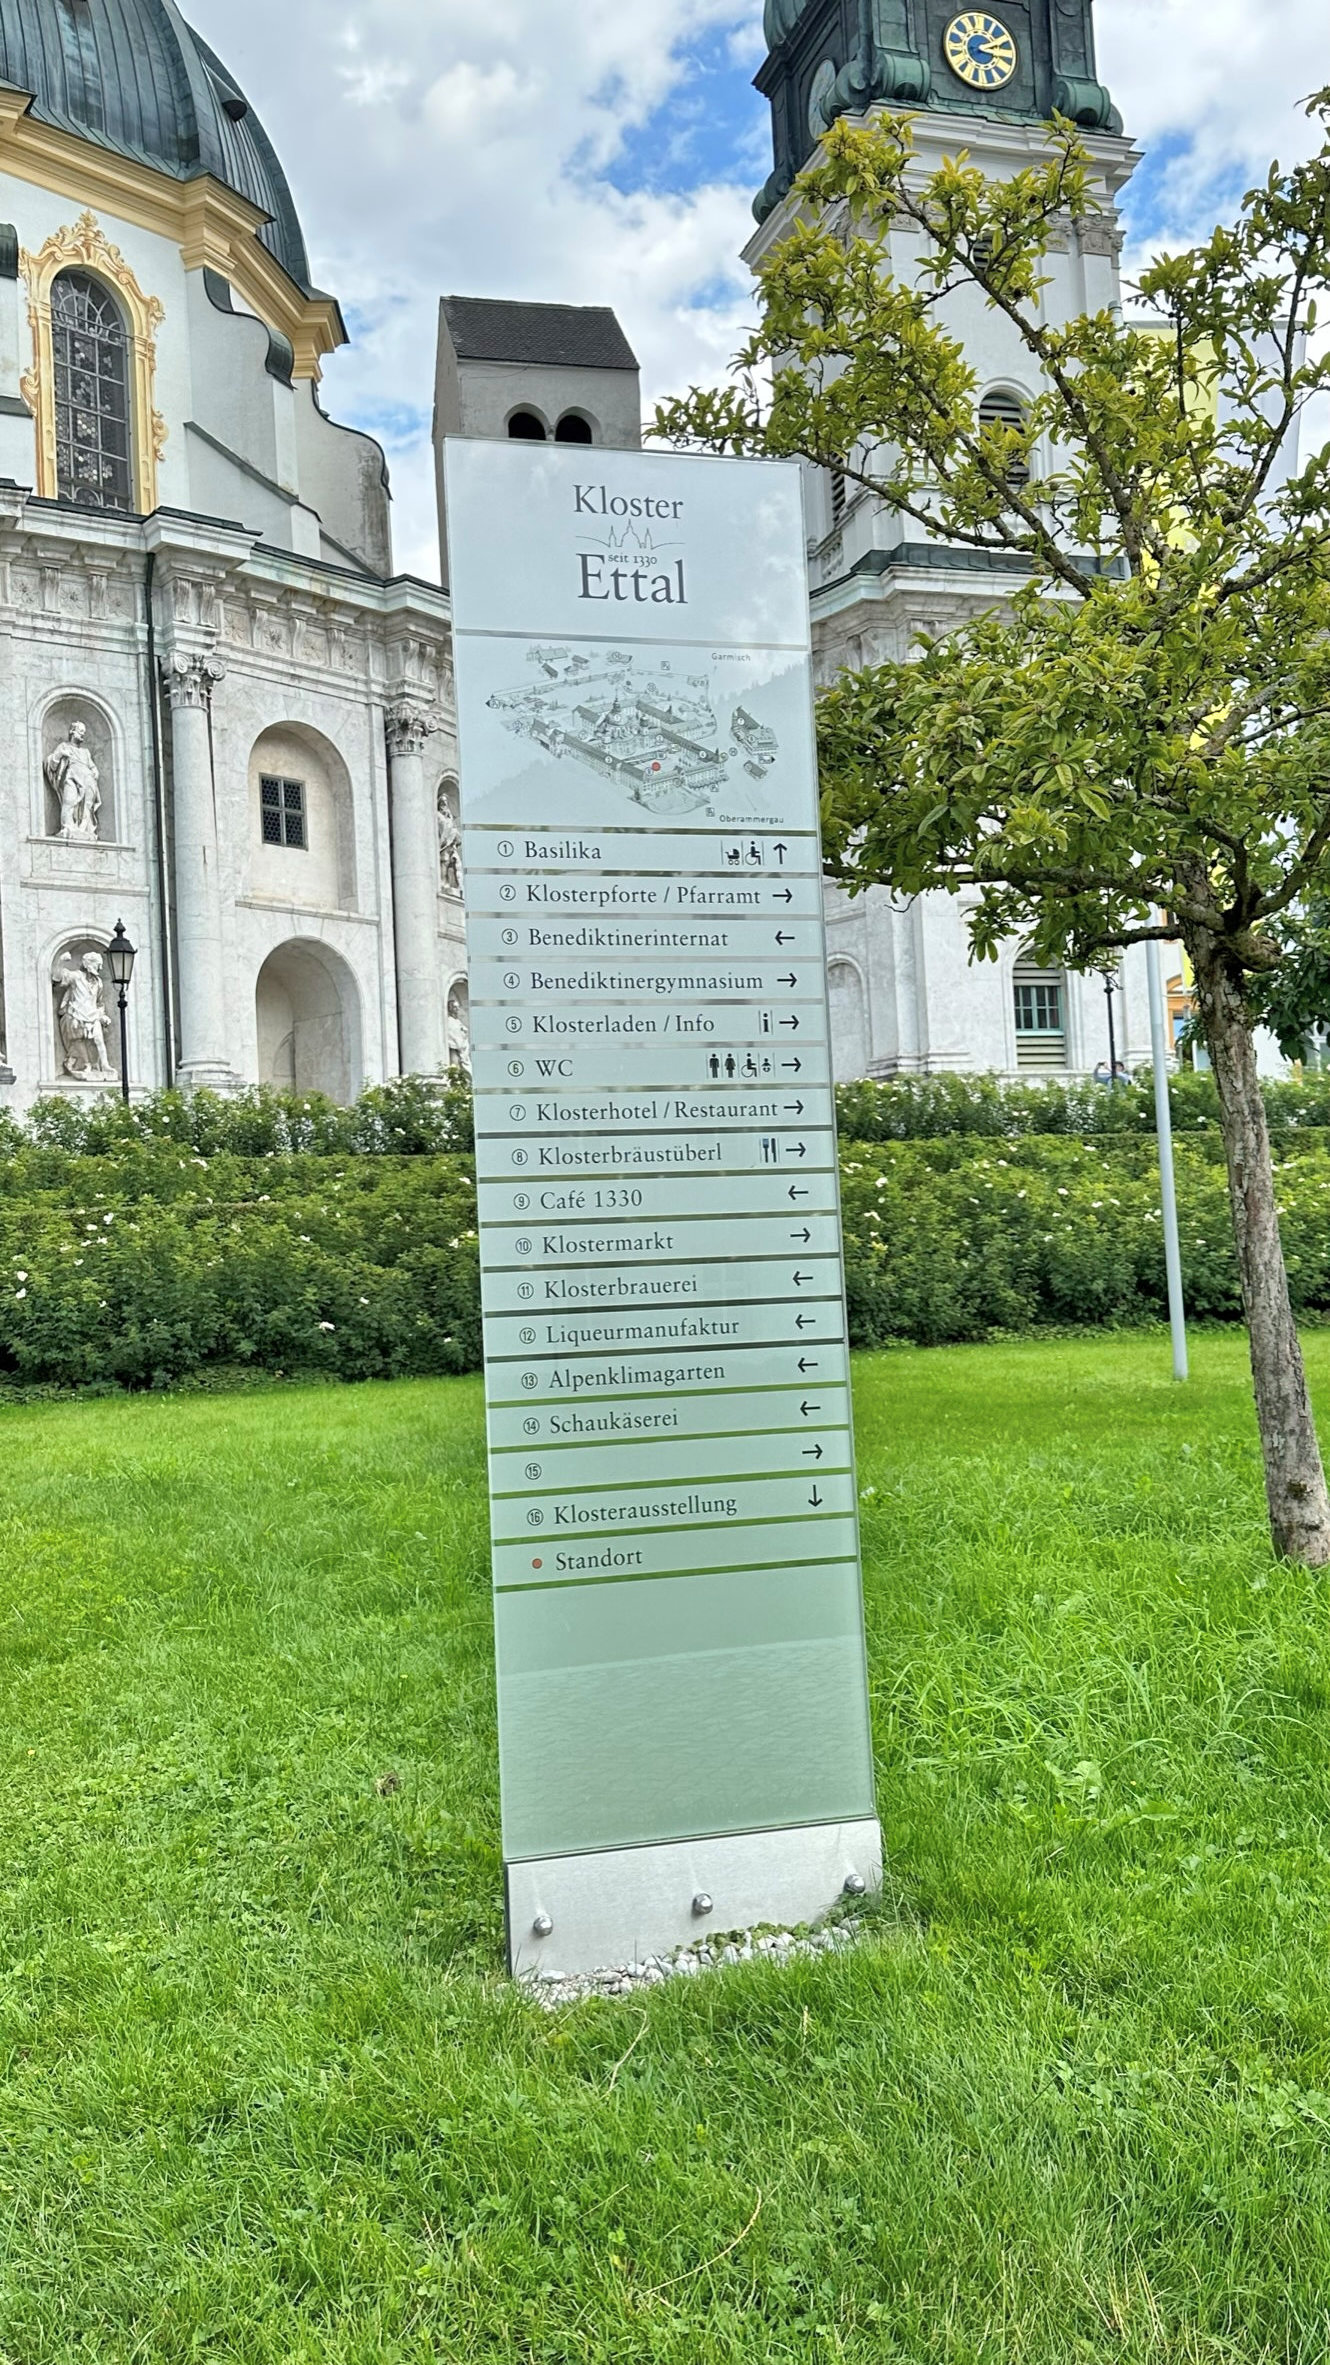 Kloster
seit 1330
Ettal
Garmisch
Oberammergau
① Basilika ↑
② Klosterpforte / Pfarramt →
③ Benediktinerinternat ←
④ Benediktinergymnasium →
⑤ Klosterladen / Info i →
⑥ WC →
⑦ Klosterhotel / Restaurant →
⑧ Klosterbräustüberl →
⑨ Café 1330 ←
⑩ Klostermarkt →
⑪ Klosterbrauerei ←
⑫ Liqueurmanufaktur ←
⑬ Alpenklimagarten ←
⑭ Schaukäserei ←
⑮ →
⑯ Klosterausstellung ↓
● Standort